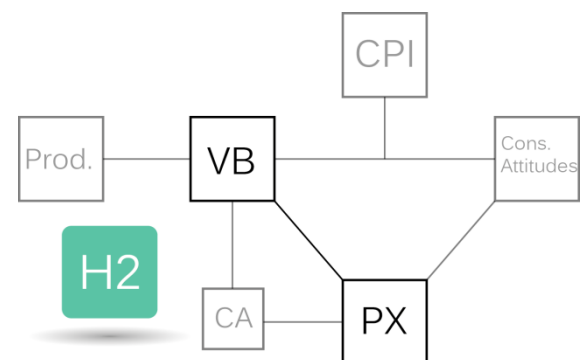 CPI
Prod.
VB
Cons.
Attitudes
H2
CA
PX